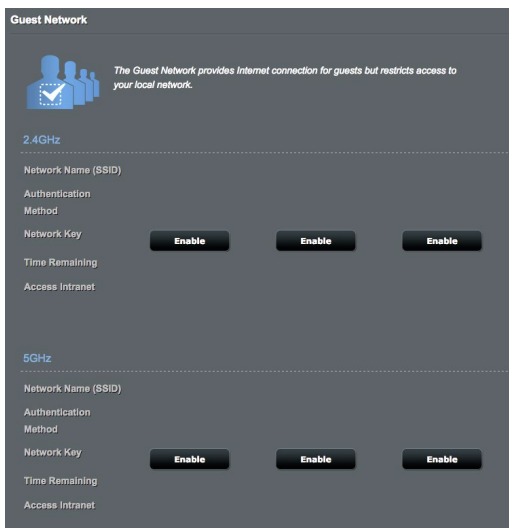 Guest Network
The Guest Network provides Internet connection for guests but restricts access to
your local network.
2.4GHz
Network Name (SSID)
Authentication
Method
Network Key
Enable Enable Enable
Time Remaining
Access Intranet
5GHz
Network Name (SSID)
Authentication
Method
Network Key
Enable Enable Enable
Time Remaining
Access Intranet